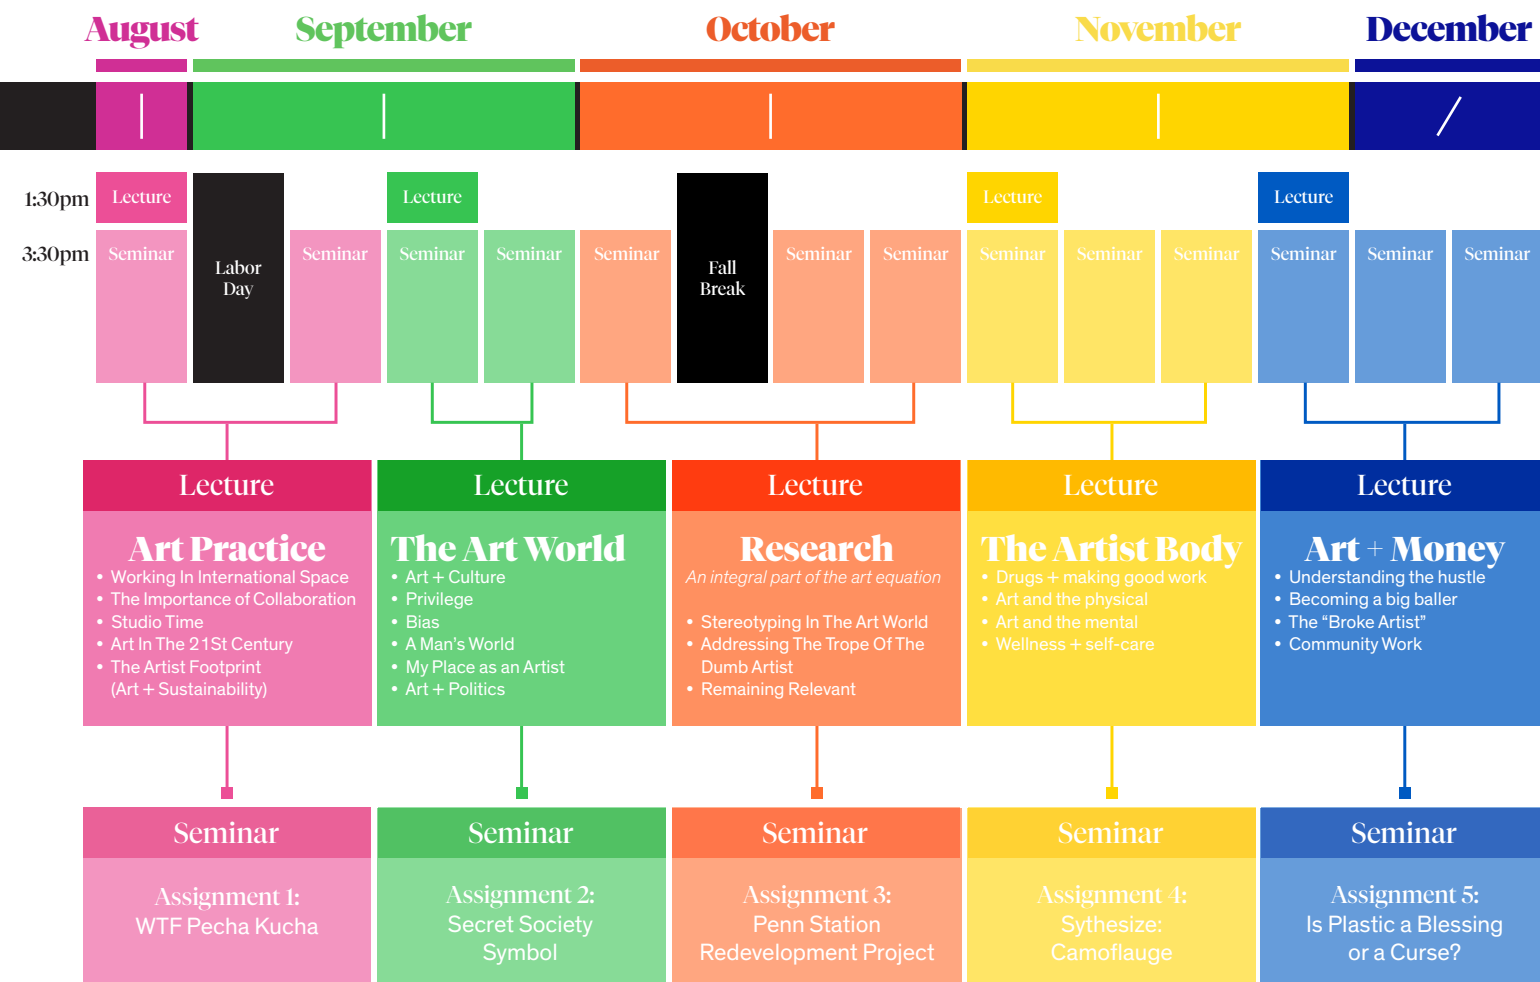 August
September
October
November
December
1:30pm
Lecture
Lecture
Lecture
Lecture
3:30pm
Seminar
Labor
Day
Seminar
Seminar
Seminar
Seminar
Fall
Break
Seminar
Seminar
Seminar
Seminar
Seminar
Seminar
Seminar
Seminar
Lecture
Art Practice
• Working In International Space
• The Importance of Collaboration
• Studio Time
• Art In The 21St Century
• The Artist Footprint
(Art + Sustainability)
Lecture
The Art World
• Art + Culture
• Privilege
• Bias
• A Man's World
• My Place as an Artist
• Art + Politics
Lecture
Research
An integral part of the art equation
• Stereotyping In The Art World
• Addressing The Trope Of The
Dumb Artist
• Remaining Relevant
Lecture
The Artist Body
• Drugs + making good work
• Art and the physical
• Art and the mental
• Wellness + self-care
Lecture
Art + Money
• Understanding the hustle
• Becoming a big baller
• The “Broke Artist”
• Community Work
Seminar
Assignment 1:
WTF Pecha Kucha
Seminar
Assignment 2:
Secret Society
Symbol
Seminar
Assignment 3:
Penn Station
Redevelopment Project
Seminar
Assignment 4:
Sythesize:
Camoflauge
Seminar
Assignment 5:
Is Plastic a Blessing
or a Curse?